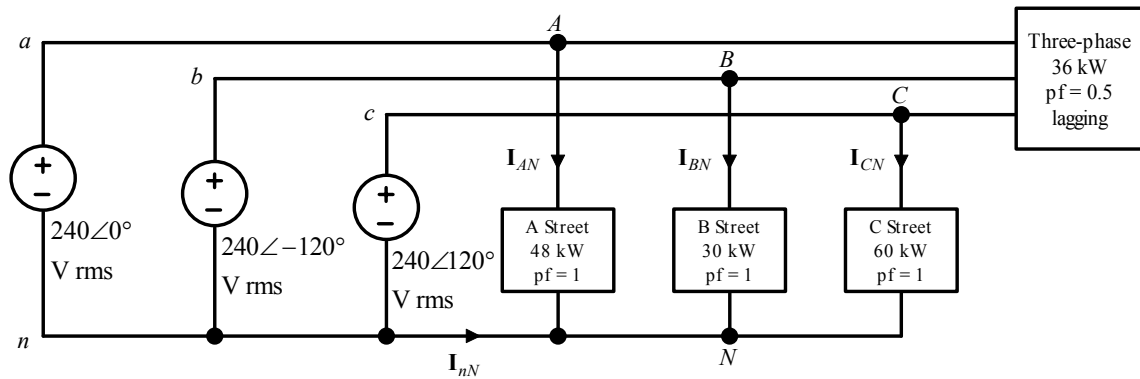 a
b
c
A
B
C
Three-phase
36 kW
pf = 0.5
lagging
+
−
240∠0°
V rms
+
−
240∠−120°
V rms
+
−
240∠120°
V rms
I_AN
I_BN
I_CN
A Street
48 kW
pf = 1
B Street
30 kW
pf = 1
C Street
60 kW
pf = 1
n
I_nN
N